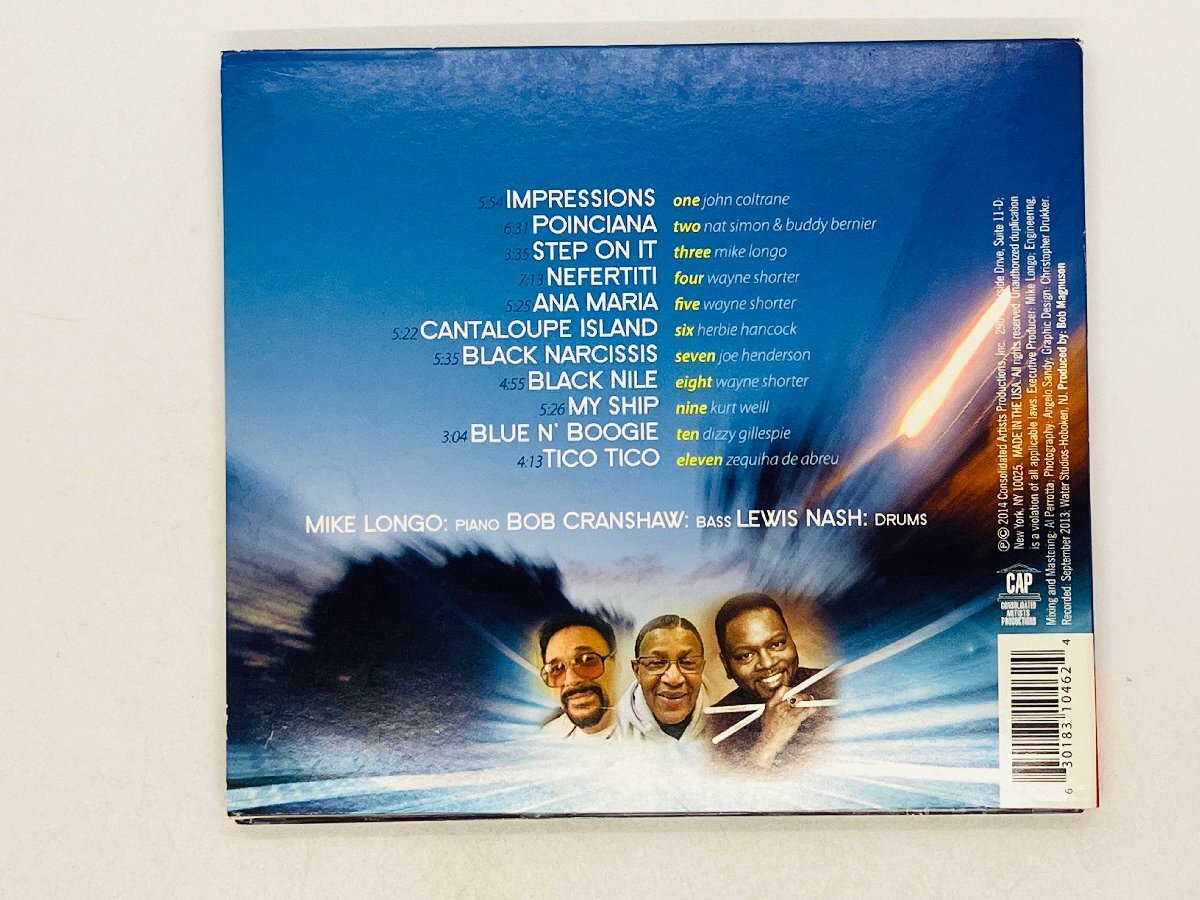 5:54 IMPRESSIONS one john coltrane
6:31 POINCIANA two nat simon & buddy bernier
3:35 STEP ON IT three mike longo
7:13 NEFERTITI four wayne shorter
5:25 ANA MARIA five wayne shorter
5:22 CANTALOUPE ISLAND six herbie hancock
5:35 BLACK NARCISSIS seven joe henderson
4:55 BLACK NILE eight wayne shorter
5:26 MY SHIP nine kurt weill
3:04 BLUE N' BOOGIE ten dizzy gillespie
4:13 TICO TICO eleven zequiha de abreu
MIKE LONGO: PIANO BOB CRANSHAW: BASS LEWIS NASH: DRUMS
℗© 2014 Consolidated Artists Productions, Inc. Drive, Suite 11-D;
New York, NY 10025. MADE IN THE USA. All rights reserved. Unauthorized duplication
is a violation of all applicable laws. Executive Producer: Mike Longo; Engineering,
Mixing and Mastering: Al Perrotta; Photography: Angelo Sandy; Graphic Design: Christopher Drukker.
Recorded: September 2013, Water Studios-Hoboken, NJ. Produced by: Bob Magnuson
CAP
CONSOLIDATED
ARTISTS
PRODUCTIONS
6 30183 10462 4